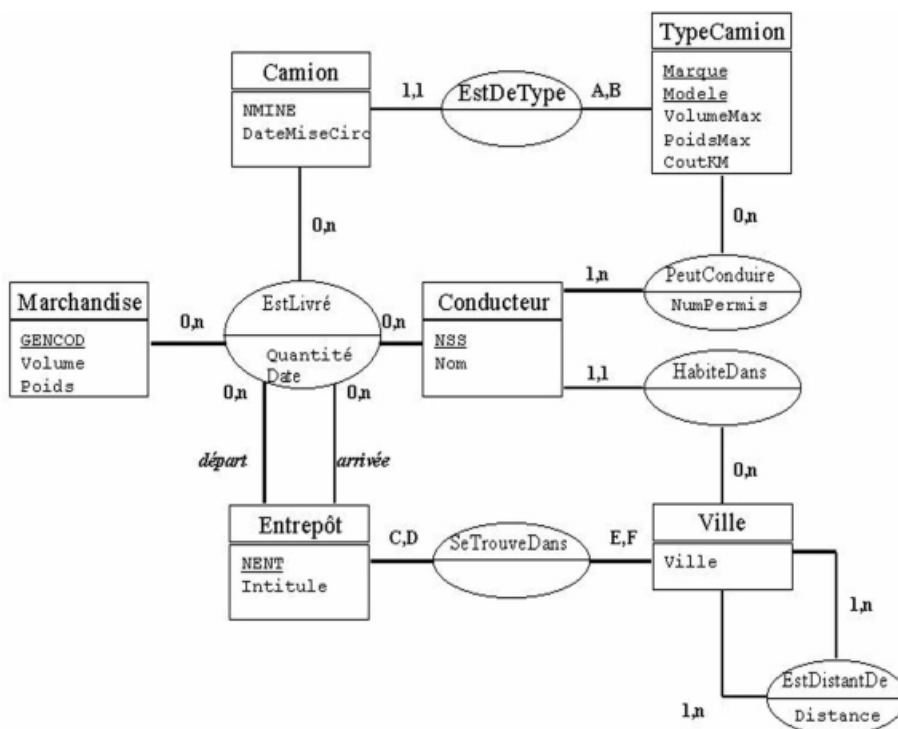 TypeCamion
Marque
Modele
VolumeMax
PoidsMax
CoutKM
Camion
NMINE
DateMiseCirc
1,1
EstDeType
A,B
0,n
0,n
Marchandise
GENCOD
Volume
Poids
0,n
EstLivré
Quantité
Date
0,n
Conducteur
NSS
Nom
1,n
PeutConduire
NumPermis
1,1
HabiteDans
0,n
0,n
départ
arrivée
0,n
Entrepôt
NENT
Intitule
C,D
SeTrouveDans
E,F
Ville
Ville
1,n
1,n
EstDistantDe
Distance